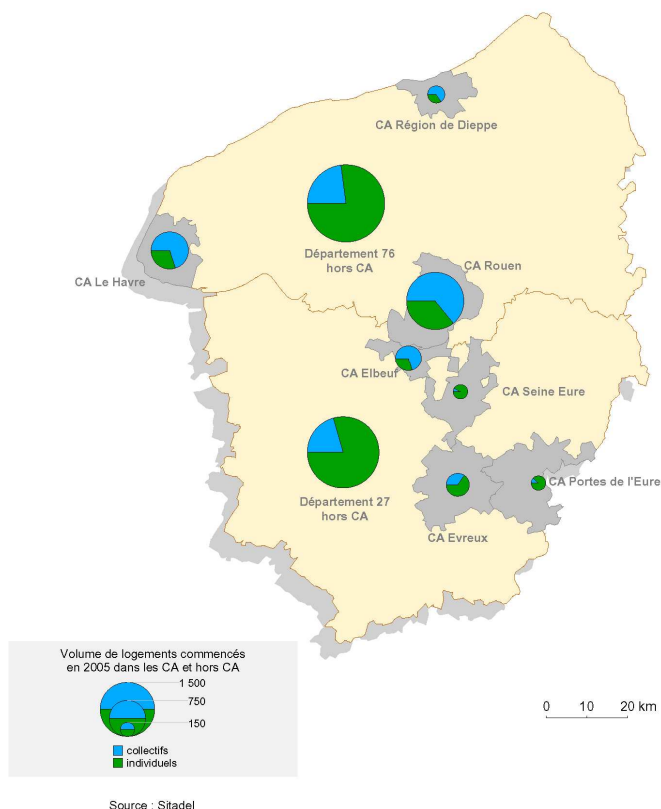 CA Région de Dieppe
Département 76
hors CA
CA Rouen
CA Le Havre
CA Elbeuf
CA Seine Eure
Département 27
hors CA
CA Portes de l'Eure
CA Evreux
Volume de logements commencés
en 2005 dans les CA et hors CA
1 500
750
150
collectifs
individuels
0 10 20 km
Source : Sitadel